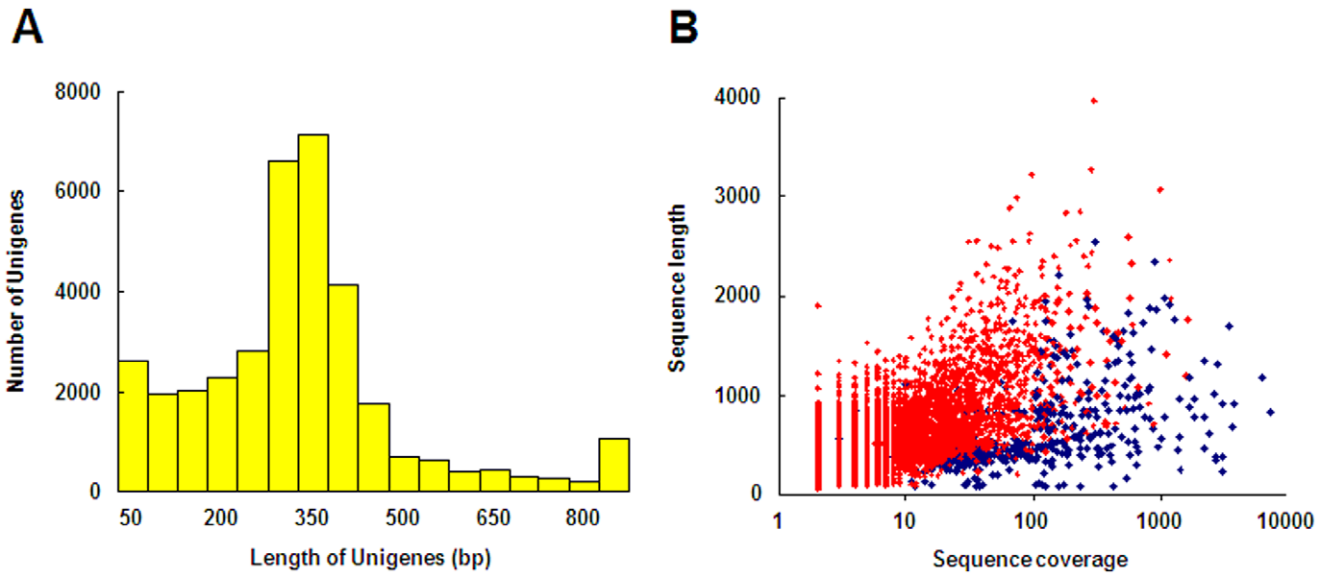 A
8000
6000
4000
2000
0
Number of Unigenes
50 200 350 500 650 800
Length of Unigenes (bp)
B
4000
3000
2000
1000
0
Sequence length
1 10 100 1000 10000
Sequence coverage